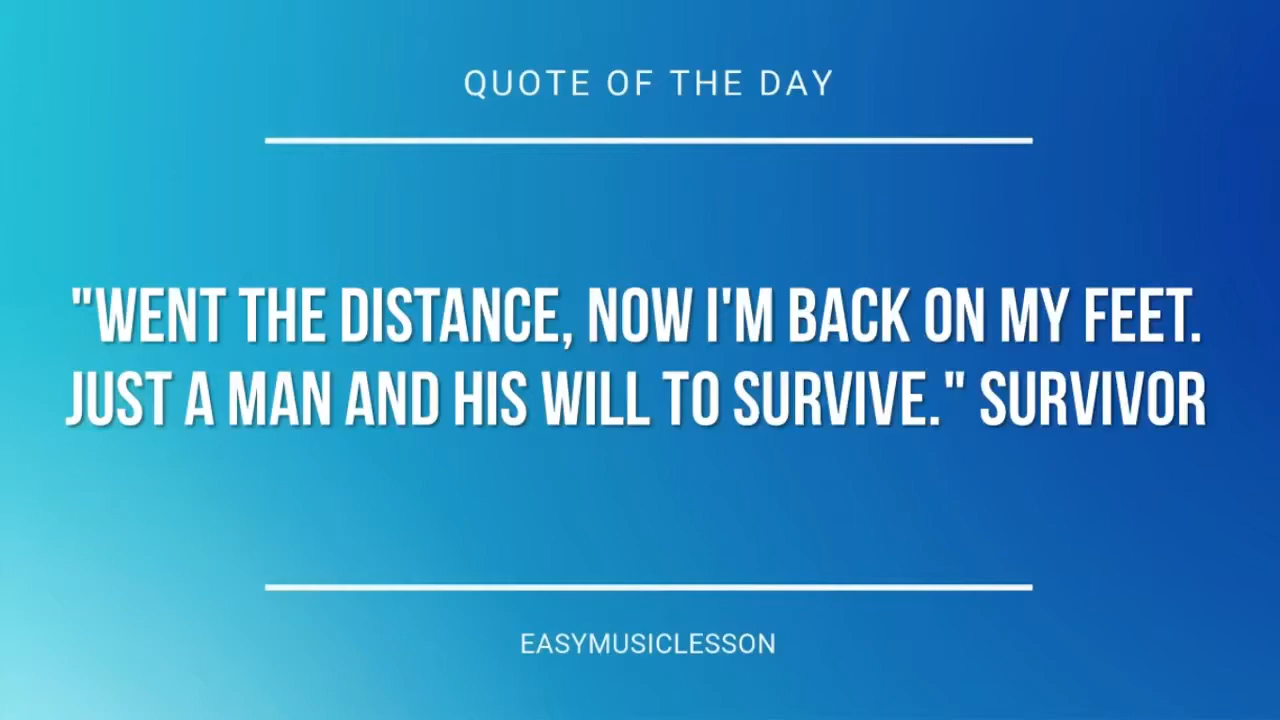 QUOTE OF THE DAY
"WENT THE DISTANCE, NOW I'M BACK ON MY FEET.
JUST A MAN AND HIS WILL TO SURVIVE." SURVIVOR
EASYMUSICLESSON